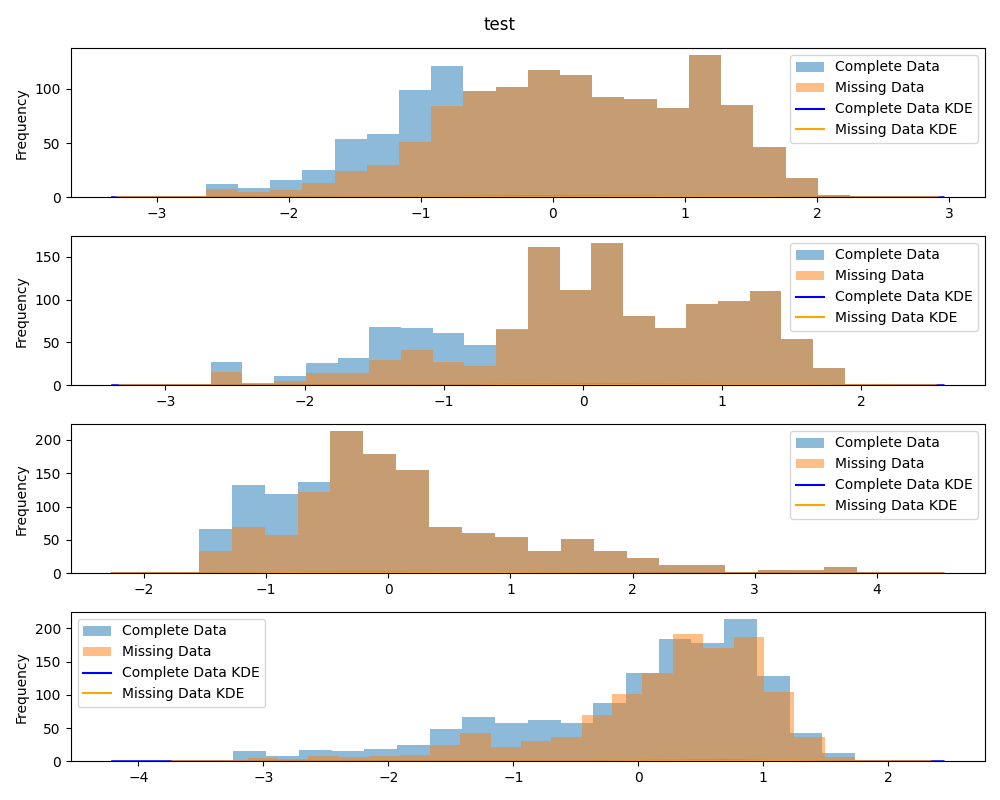 test
Frequency
0
50
100
−3
−2
−1
0
1
2
3
Complete Data
Missing Data
Complete Data KDE
Missing Data KDE
Frequency
0
50
100
150
−3
−2
−1
0
1
2
Complete Data
Missing Data
Complete Data KDE
Missing Data KDE
Frequency
0
50
100
150
200
−2
−1
0
1
2
3
4
Complete Data
Missing Data
Complete Data KDE
Missing Data KDE
Frequency
0
50
100
150
200
−4
−3
−2
−1
0
1
2
Complete Data
Missing Data
Complete Data KDE
Missing Data KDE